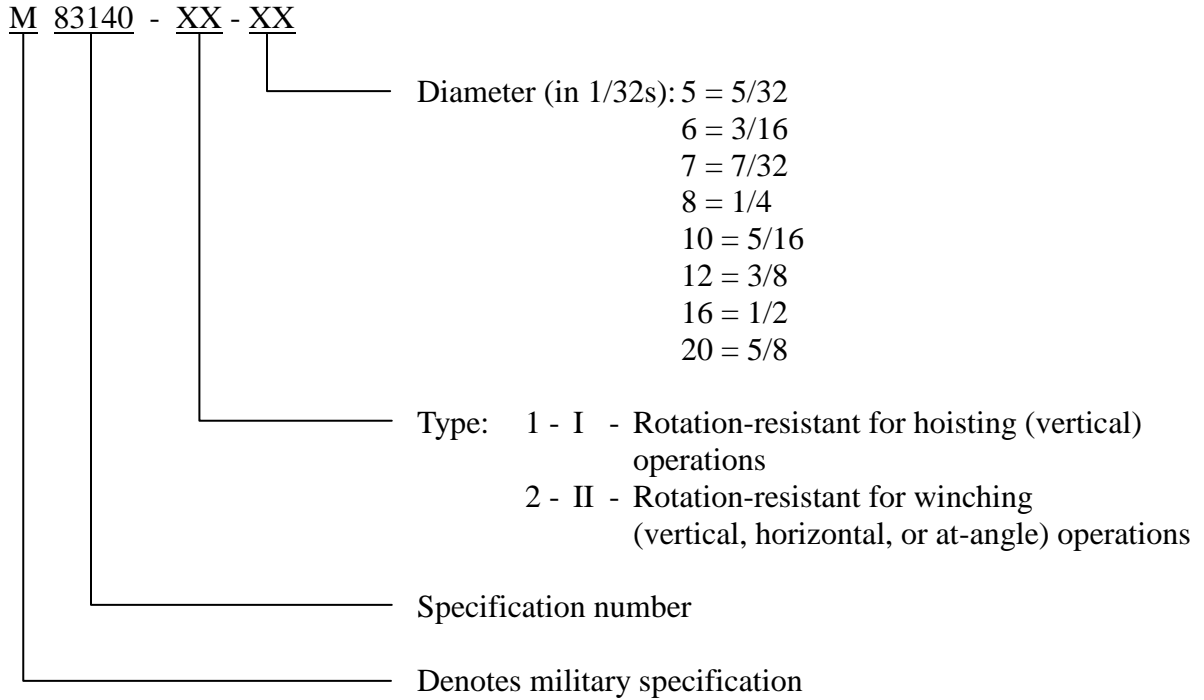 M 83140 - XX - XX
Diameter (in 1/32s): 5 = 5/32
6 = 3/16
7 = 7/32
8 = 1/4
10 = 5/16
12 = 3/8
16 = 1/2
20 = 5/8
Type: 1 - I - Rotation-resistant for hoisting (vertical)
operations
2 - II - Rotation-resistant for winching
(vertical, horizontal, or at-angle) operations
Specification number
Denotes military specification